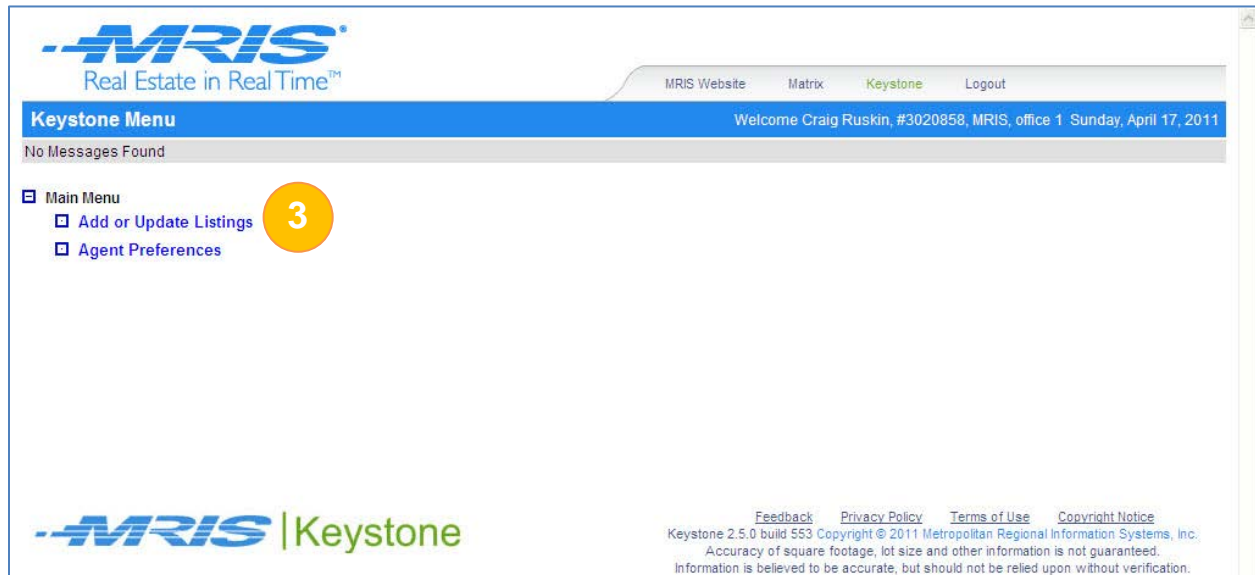 MRIS
Real Estate in Real Time™
MRIS Website Matrix Keystone Logout
Keystone Menu Welcome Craig Ruskin, #3020858, MRIS, office 1 Sunday, April 17, 2011
No Messages Found
Main Menu
Add or Update Listings 3
Agent Preferences
MRIS | Keystone
Feedback Privacy Policy Terms of Use Copyright Notice
Keystone 2.5.0 build 553 Copyright © 2011 Metropolitan Regional Information Systems, Inc.
Accuracy of square footage, lot size and other information is not guaranteed.
Information is believed to be accurate, but should not be relied upon without verification.